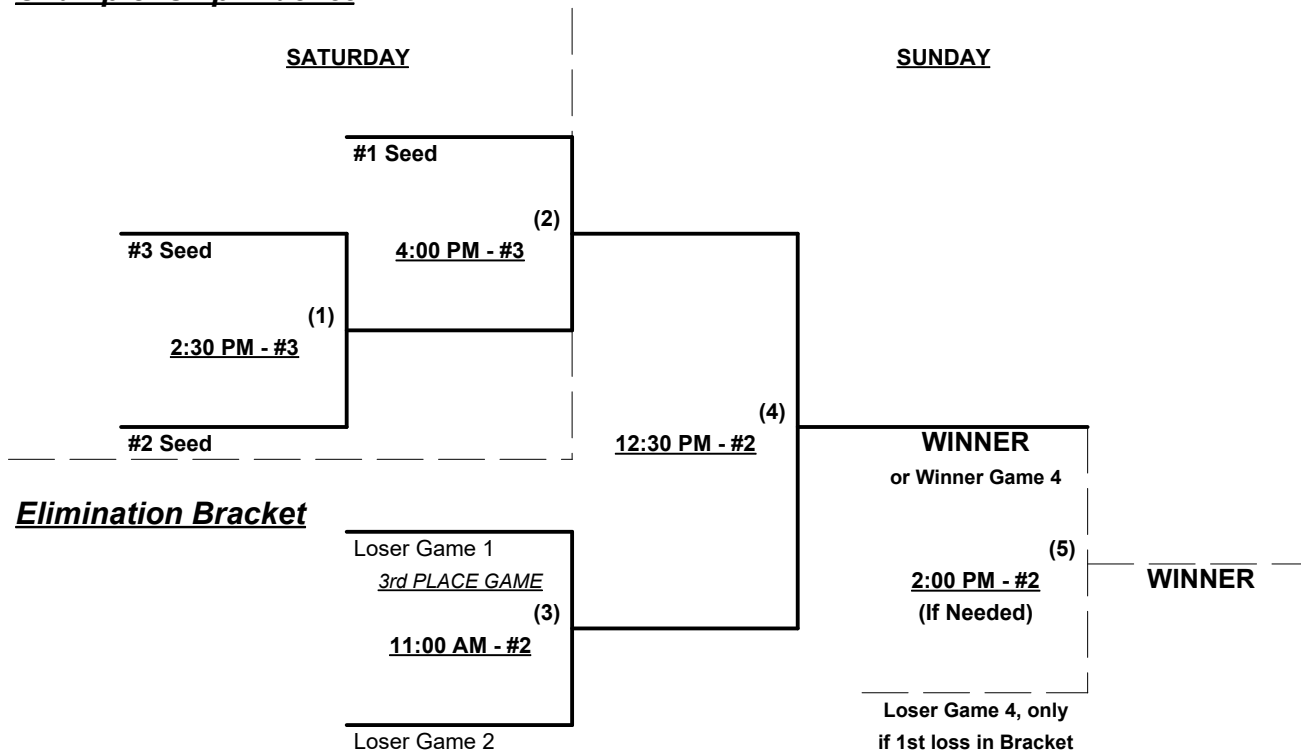 SATURDAY
SUNDAY
#1 Seed
(2)
#3 Seed
4:00 PM - #3
(1)
2:30 PM - #3
(4)
#2 Seed
12:30 PM - #2
WINNER
or Winner Game 4
Elimination Bracket
Loser Game 1
3rd PLACE GAME
(5)
2:00 PM - #2
WINNER
(3)
(If Needed)
11:00 AM - #2
Loser Game 4, only
Loser Game 2
if 1st loss in Bracket